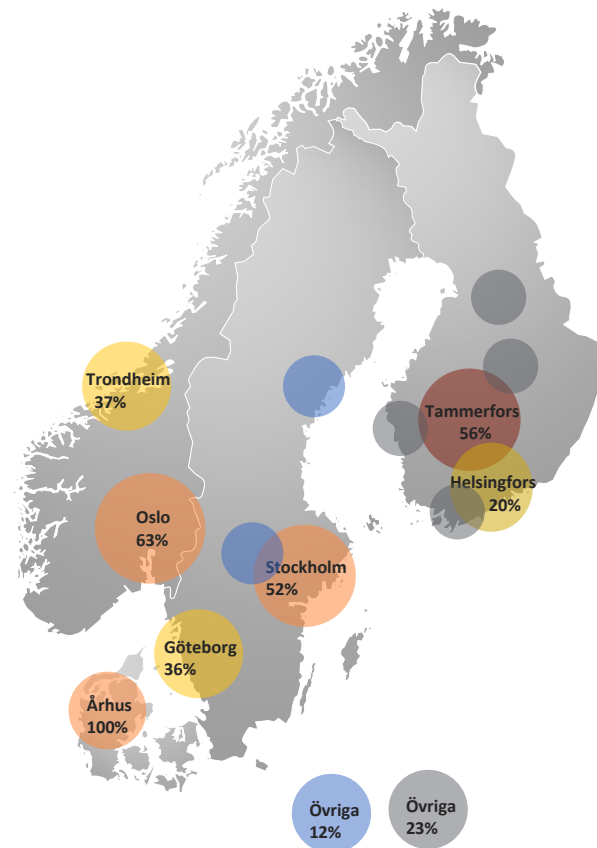 Trondheim
37%
Tammerfors
56%
Helsingfors
20%
Oslo
63%
Stockholm
52%
Göteborg
36%
Århus
100%
Övriga
12%
Övriga
23%